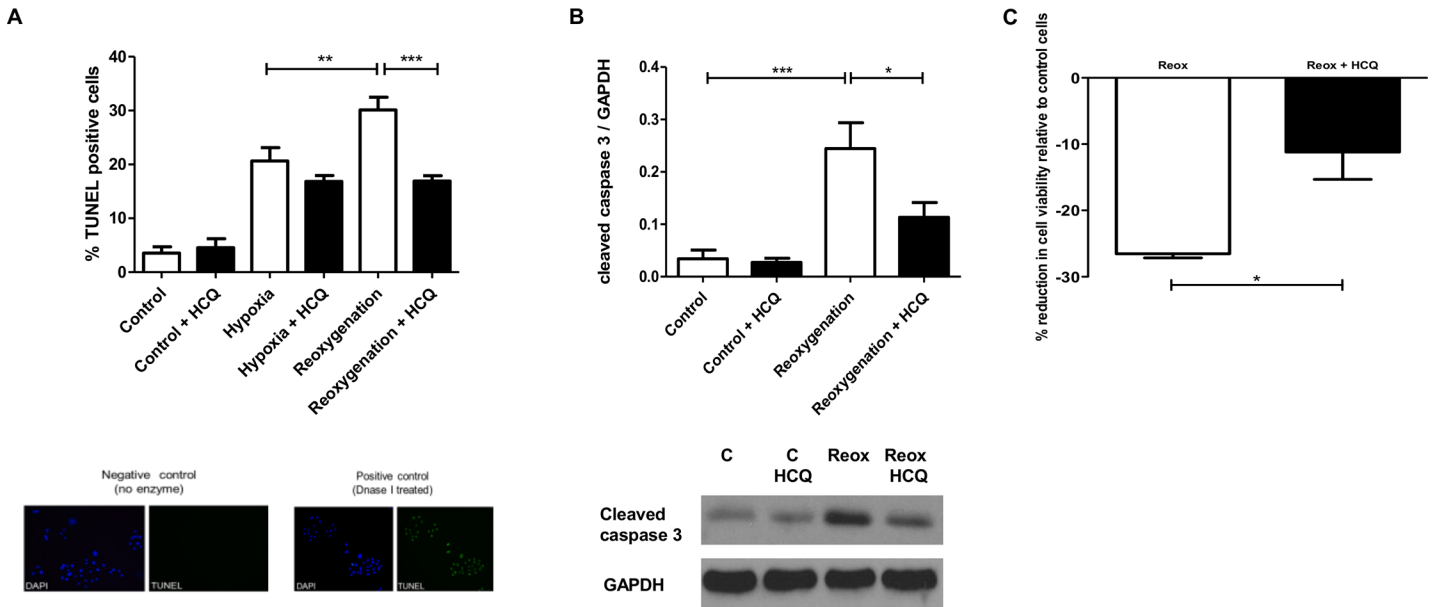 A
% TUNEL positive cells
40
30
20
10
0
**
***
Control
Control + HCQ
Hypoxia
Hypoxia + HCQ
Reoxygenation
Reoxygenation + HCQ
Negative control
(no enzyme)
DAPI
TUNEL
Positive control
(Dnase I treated)
DAPI
TUNEL
B
cleaved caspase 3 / GAPDH
0.4
0.3
0.2
0.1
0.0
***
*
Control
Control + HCQ
Reoxygenation
Reoxygenation + HCQ
C
C
HCQ
Reox
Reox
HCQ
Cleaved
caspase 3
GAPDH
C
% reduction in cell viability relative to control cells
Reox
Reox + HCQ
0
-10
-20
-30
*